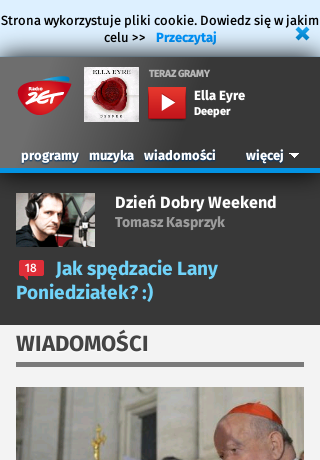 Strona wykorzystuje pliki cookie. Dowiedz się w jakim
celu >> Przeczytaj
ELLA EYRE
DEEPER
TERAZ GRAMY
Ella Eyre
Deeper
Radio
ZET
programy muzyka wiadomości więcej
Dzień Dobry Weekend
Tomasz Kasprzyk
18 Jak spędzacie Lany
Poniedziałek? :)
WIADOMOŚCI